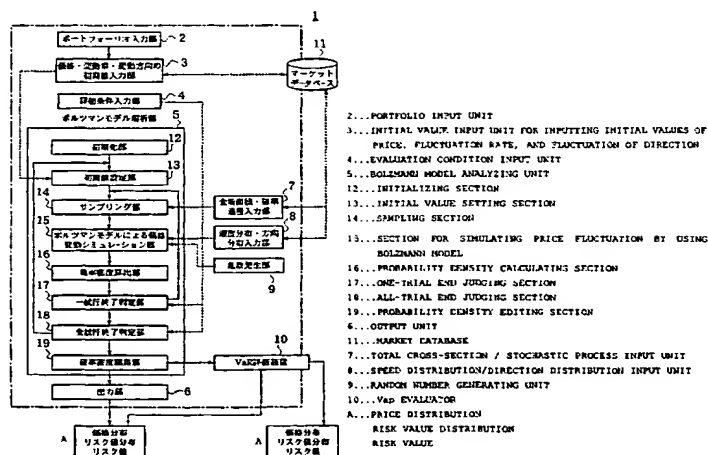 1
ポートフォリオ入力部
2
11
価格・変動率・変動方向の
初期値入力部
3
マーケット
データベース
評価条件入力部
4
ボルツマンモデル解析部
5
初期化部
12
初期値設定部
13
14
サンプリング部
全断面積・確率
過程入力部
7
15
ボルツマンモデルによる価格
変動シミュレーション部
速度分布・方向
分布入力部
8
16
確率密度算出部
乱数発生部
9
17
一試行終了判定部
18
全試行終了判定部
19
確率密度編集部
VaR評価装置
10
出力部
6
A
価格分布
リスク値分布
リスク値
A
価格分布
リスク値分布
リスク値
2...PORTFOLIO INPUT UNIT
3...INITIAL VALUE INPUT UNIT FOR INPUTTING INITIAL VALUES OF
PRICE, FLUCTUATION RATE, AND FLUCTUATION OF DIRECTION
4...EVALUATION CONDITION INPUT UNIT
5...BOLZMANN MODEL ANALYZING UNIT
12...INITIALIZING SECTION
13...INITIAL VALUE SETTING SECTION
14...SAMPLING SECTION
15...SECTION FOR SIMULATING PRICE FLUCTUATION BY USING
BOLZMANN MODEL
16...PROBABILITY DENSITY CALCULATING SECTION
17...ONE-TRIAL END JUDGING SECTION
18...ALL-TRIAL END JUDGING SECTION
19...PROBABILITY DENSITY EDITING SECTION
6...OUTPUT UNIT
11...MARKET DATABASE
7...TOTAL CROSS-SECTION / STOCHASTIC PROCESS INPUT UNIT
8...SPEED DISTRIBUTION/DIRECTION DISTRIBUTION INPUT UNIT
9...RANDON NUMBER GENERATING UNIT
10...Vap EVALUATOR
A...PRICE DISTRIBUTION
RISK VALUE DISTRIBUTION
RISK VALUE